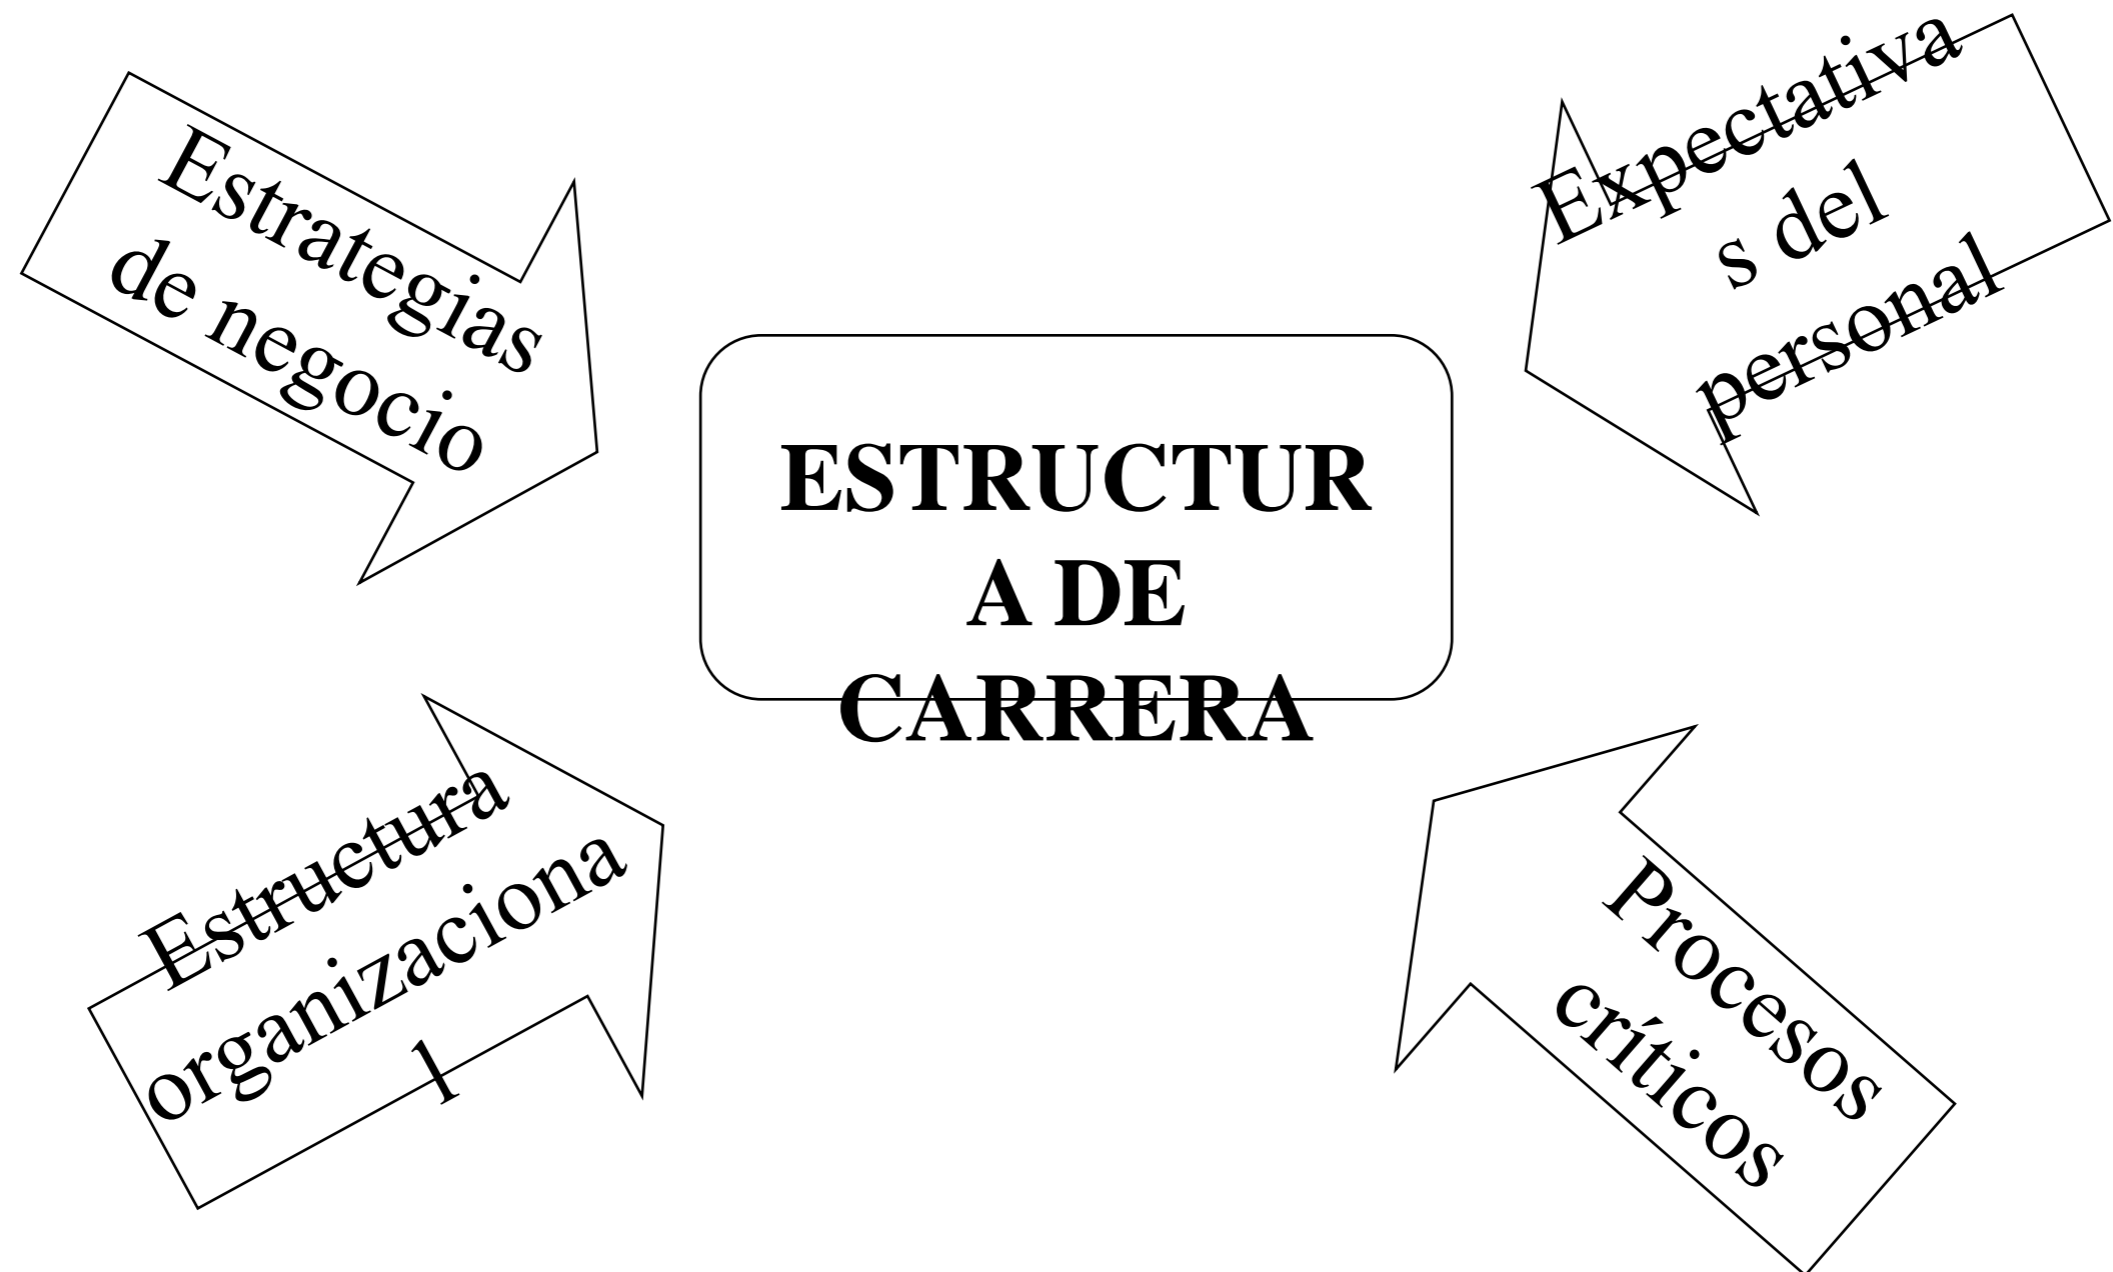 Estrategias
de negocio
Expectativa
s del
personal
ESTRUCTUR
A DE
CARRERA
Estructura
organizaciona
l
Procesos
críticos